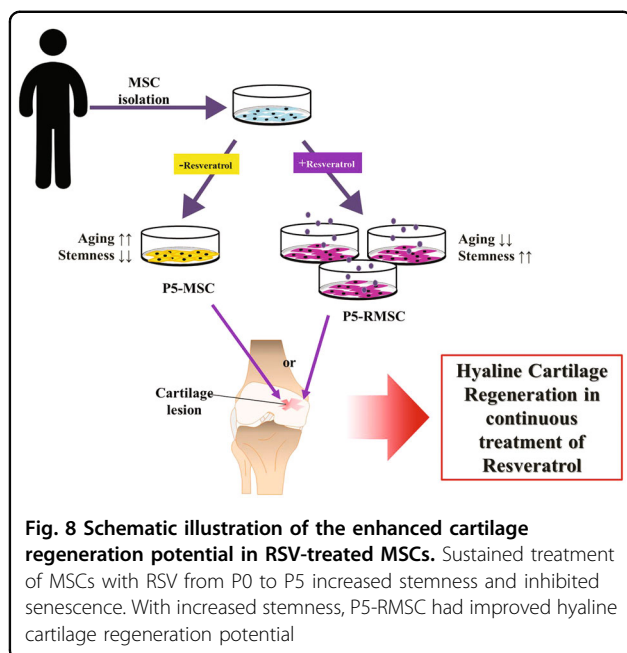 MSC
isolation
-Resveratrol
+Resveratrol
Aging ↑↑
Stemness ↓↓
Aging ↓↓
Stemness ↑↑
P5-MSC
P5-RMSC
or
Cartilage
lesion
Hyaline Cartilage
Regeneration in
continuous
treatment of
Resveratrol
Fig. 8 Schematic illustration of the enhanced cartilage
regeneration potential in RSV-treated MSCs. Sustained treatment
of MSCs with RSV from P0 to P5 increased stemness and inhibited
senescence. With increased stemness, P5-RMSC had improved hyaline
cartilage regeneration potential